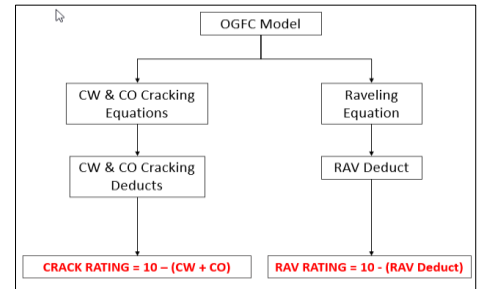 OGFC Model
CW & CO Cracking
Equations
Raveling
Equation
CW & CO Cracking
Deducts
RAV Deduct
CRACK RATING = 10 – (CW + CO)
RAV RATING = 10 - (RAV Deduct)